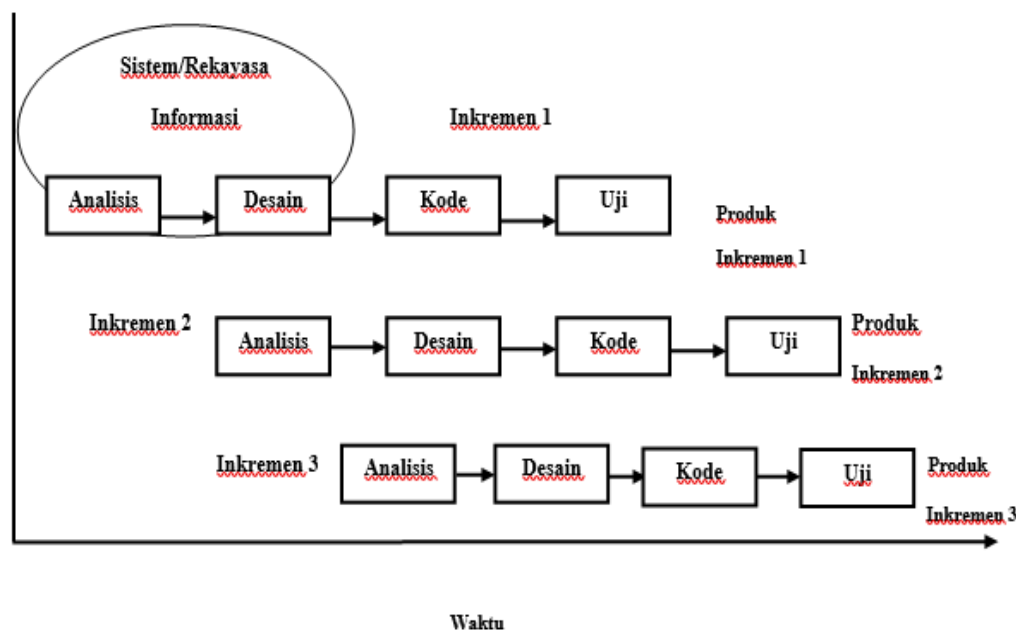 Sistem/Rekayasa
Informasi
Inkremen 1
Analisis
Desain
Kode
Uji
Produk
Inkremen 1
Inkremen 2
Analisis
Desain
Kode
Uji
Produk
Inkremen 2
Inkremen 3
Analisis
Desain
Kode
Uji
Produk
Inkremen 3
Waktu